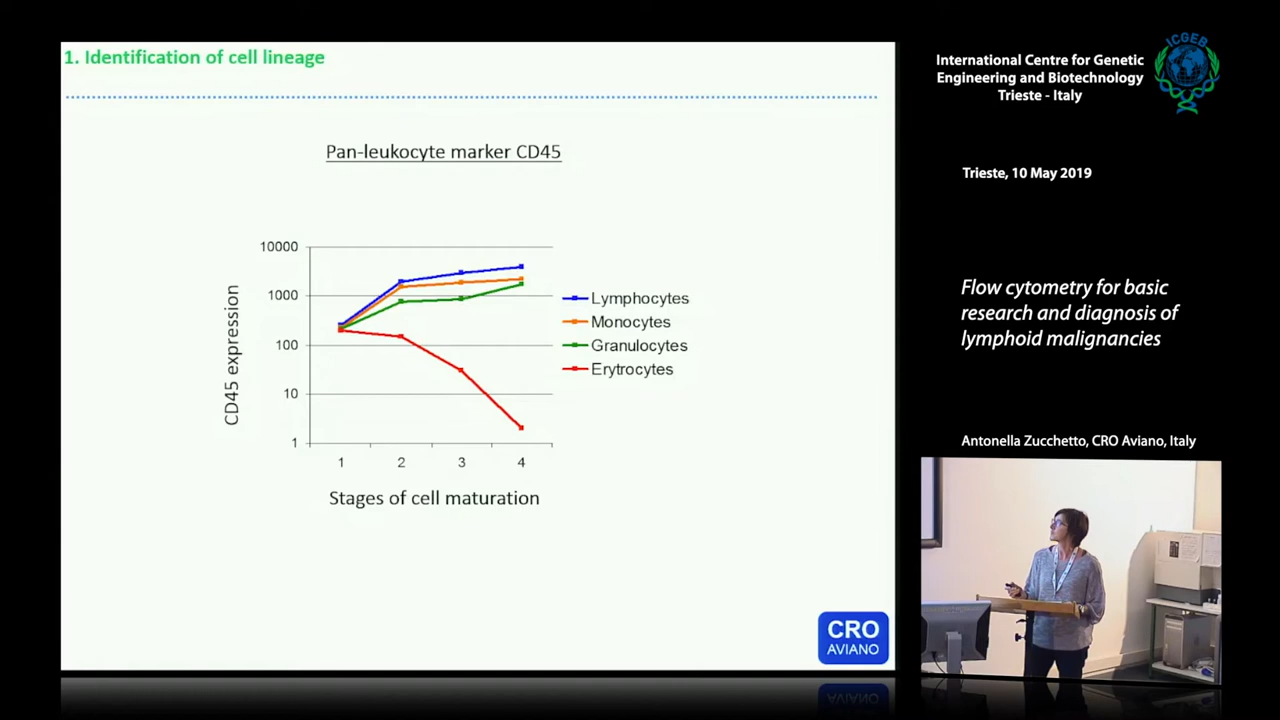 1. Identification of cell lineage
Pan-leukocyte marker CD45
CD45 expression
10000
1000
100
10
1
1
2
3
4
Stages of cell maturation
Lymphocytes
Monocytes
Granulocytes
Erytrocytes
CRO
AVIANO
International Centre for Genetic
Engineering and Biotechnology
Trieste - Italy
ICGEB
Trieste, 10 May 2019
Flow cytometry for basic
research and diagnosis of
lymphoid malignancies
Antonella Zucchetto, CRO Aviano, Italy